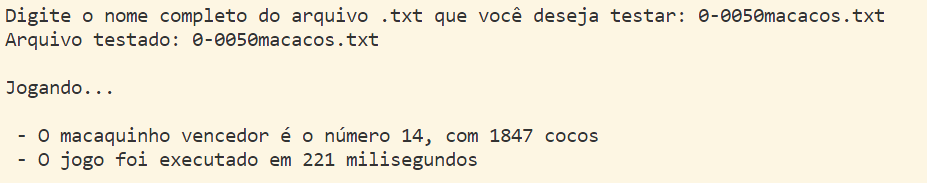 Digite o nome completo do arquivo .txt que você deseja testar: 0-0050macacos.txt
Arquivo testado: 0-0050macacos.txt
Jogando...
- O macaquinho vencedor é o número 14, com 1847 cocos
- O jogo foi executado em 221 milisegundos